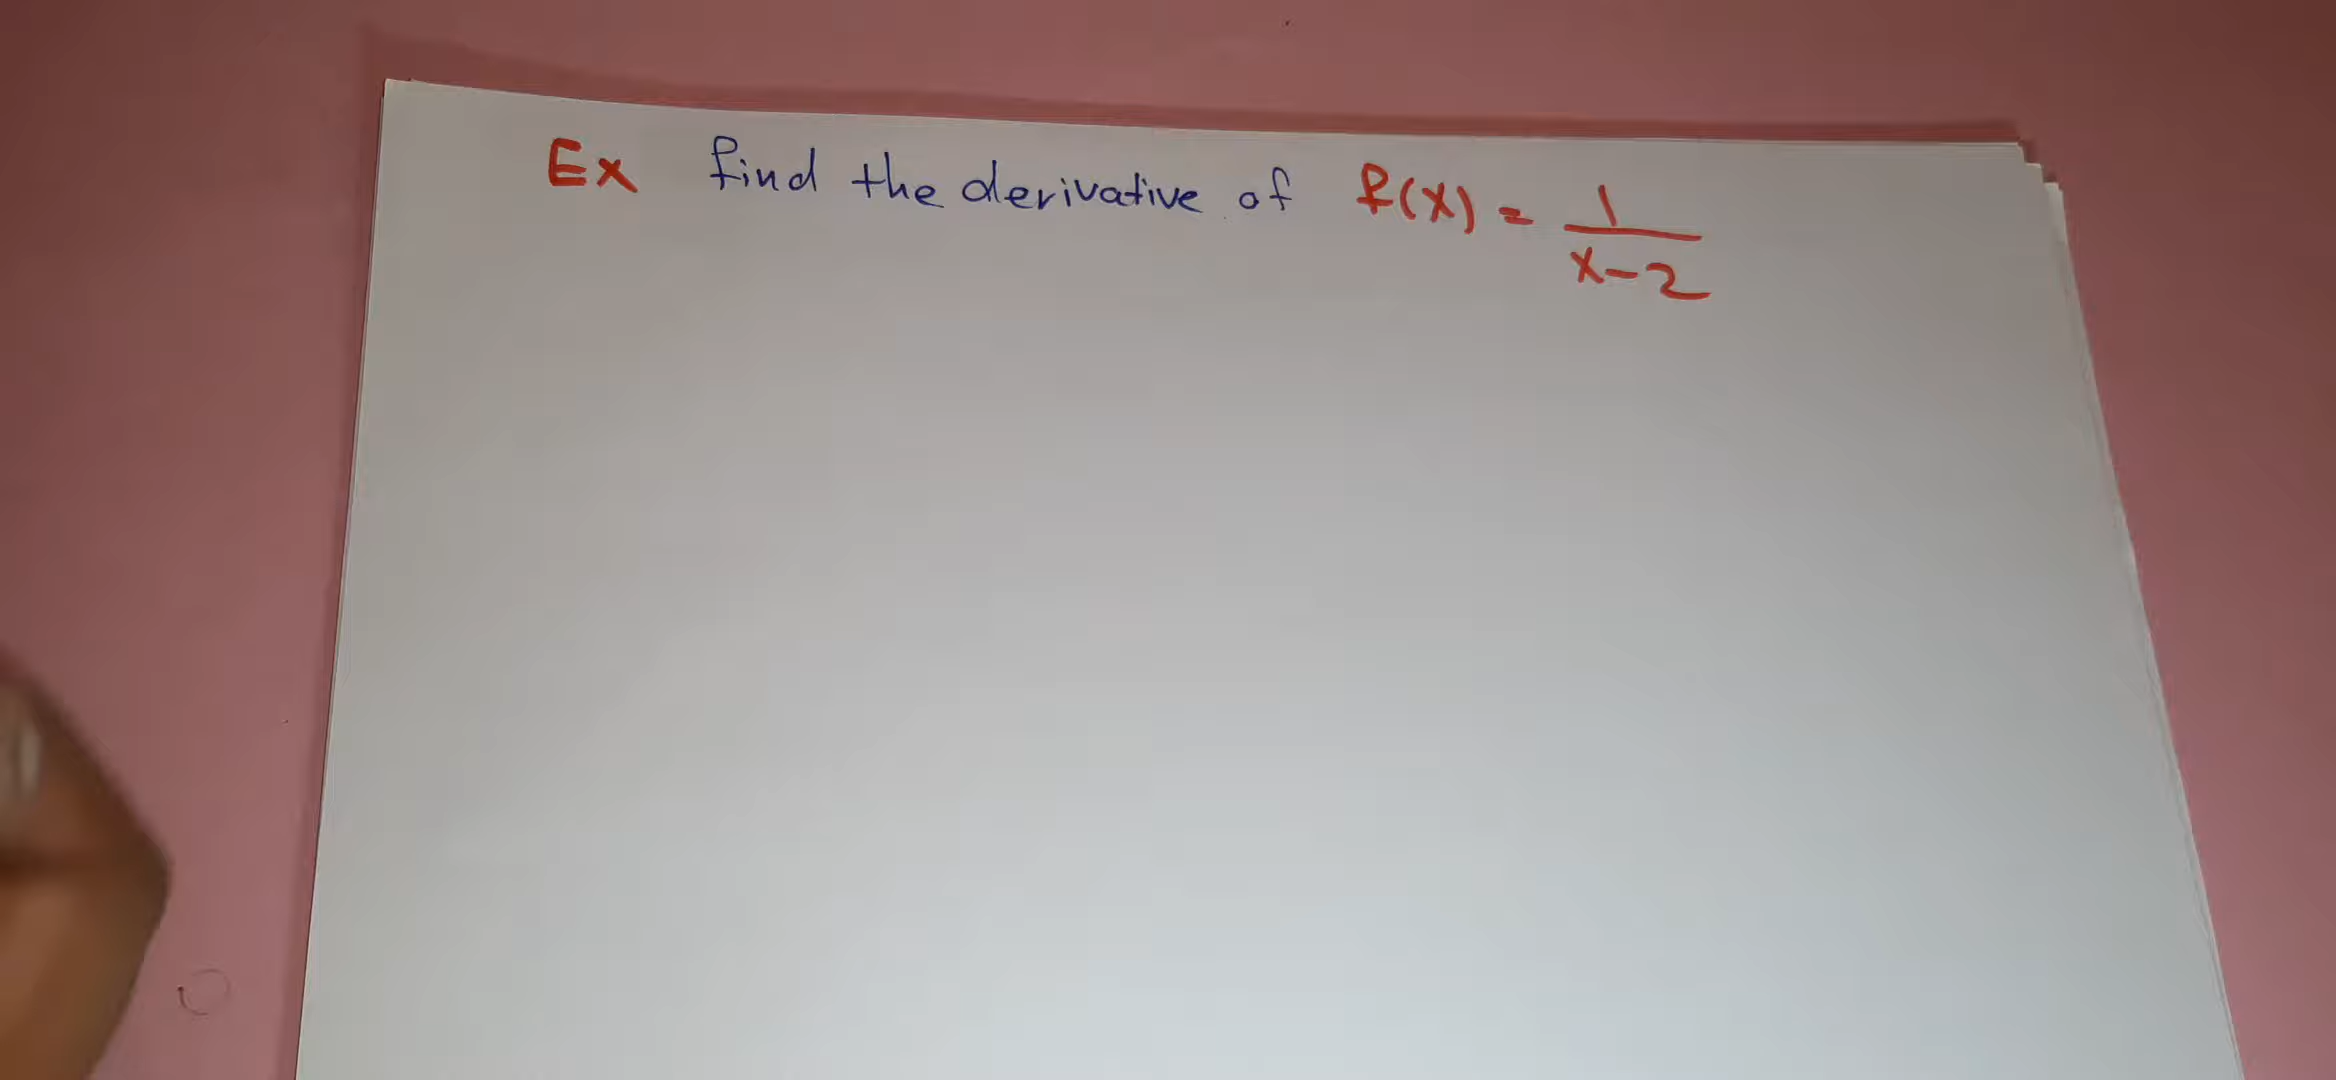 Ex find the derivative of f(x) = 1/(x-2)